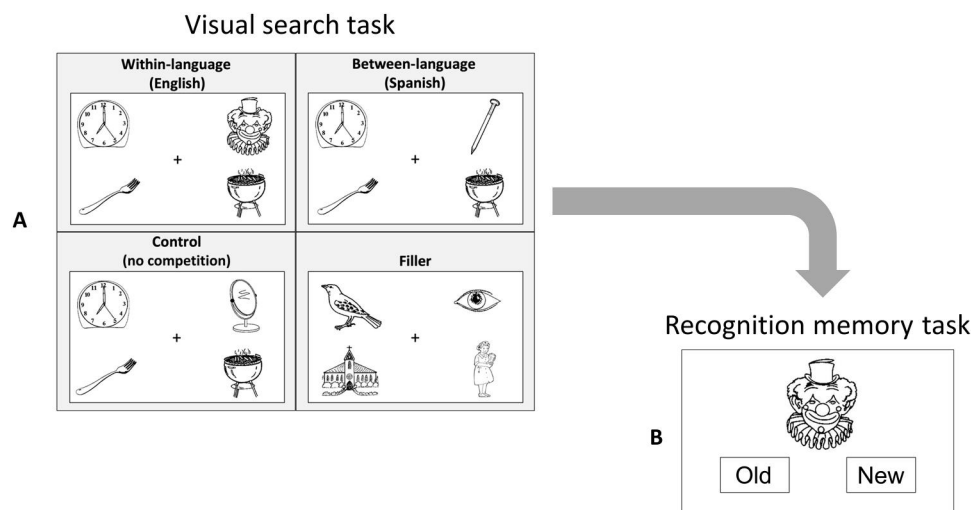 Visual search task
Within-language
(English)
Between-language
(Spanish)
+
+
A
Control
(no competition)
Filler
+
+
Recognition memory task
B
Old
New